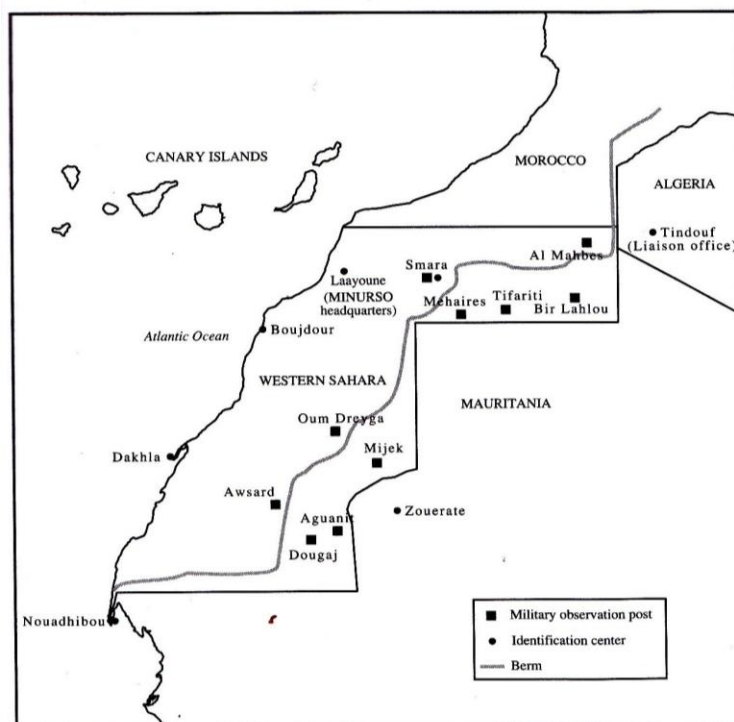 CANARY ISLANDS
MOROCCO
ALGERIA
Tindouf
(Liaison office)
Al Mahbes
Smara
Laayoune
(MINURSO
headquarters)
Mehaires
Tifariti
Bir Lahlou
Atlantic Ocean
Boujdour
WESTERN SAHARA
MAURITANIA
Oum Dreyga
Mijek
Dakhla
Awsard
Zouerate
Aguanit
Dougaj
Nouadhibou
Military observation post
Identification center
Berm